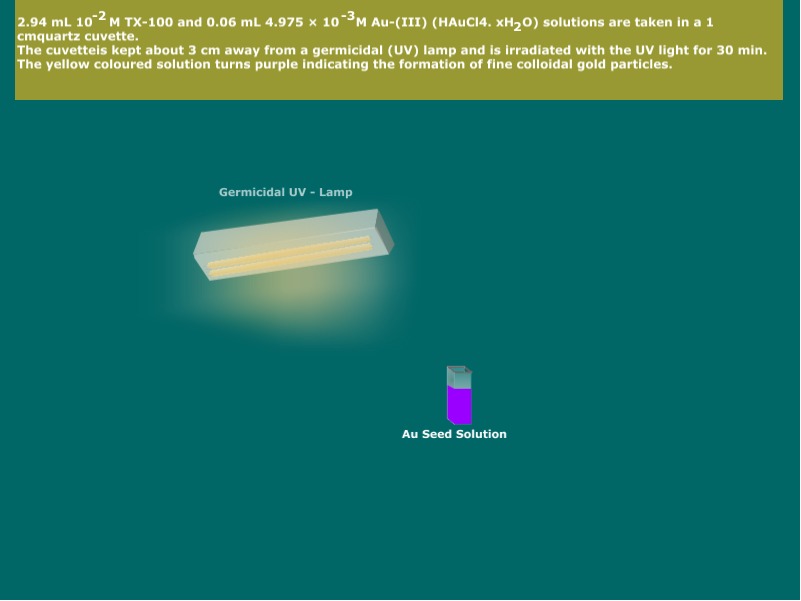 2.94 mL 10⁻² M TX-100 and 0.06 mL 4.975 × 10⁻³M Au-(III) (HAuCl4. xH₂O) solutions are taken in a 1
cmquartz cuvette.
The cuvetteis kept about 3 cm away from a germicidal (UV) lamp and is irradiated with the UV light for 30 min.
The yellow coloured solution turns purple indicating the formation of fine colloidal gold particles.
Germicidal UV - Lamp
Au Seed Solution